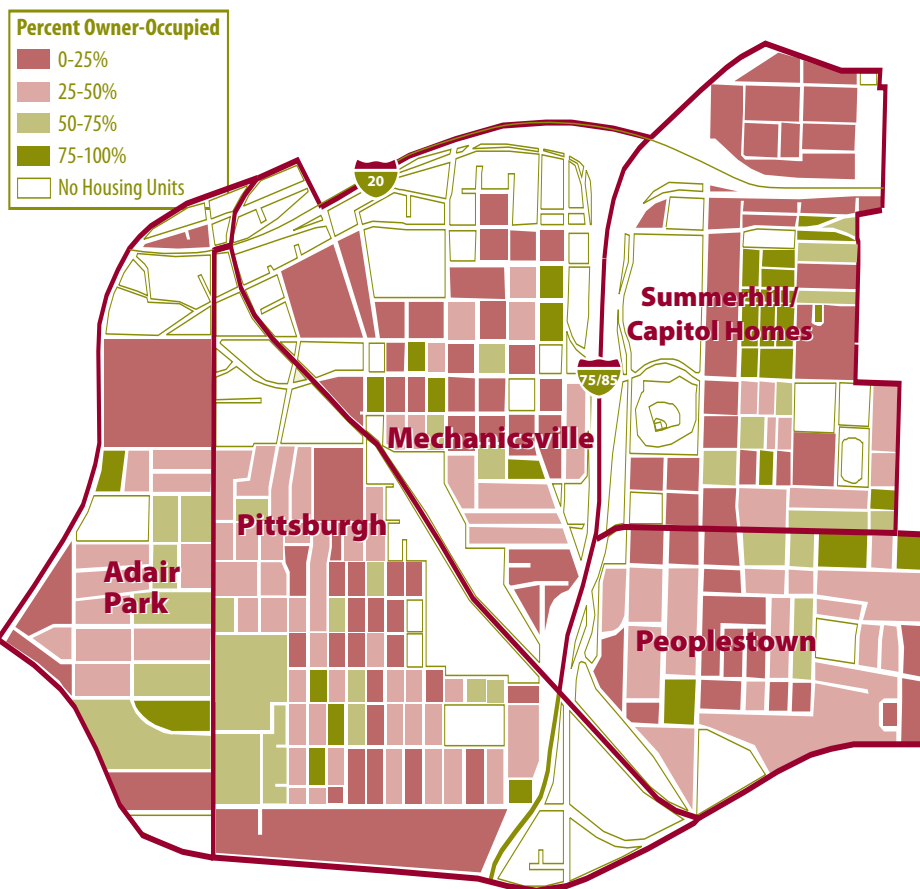 Percent Owner-Occupied
0-25%
25-50%
50-75%
75-100%
No Housing Units
20
Summerhill/
Capitol Homes
75/85
Mechanicsville
Pittsburgh
Adair
Park
Peoplestown